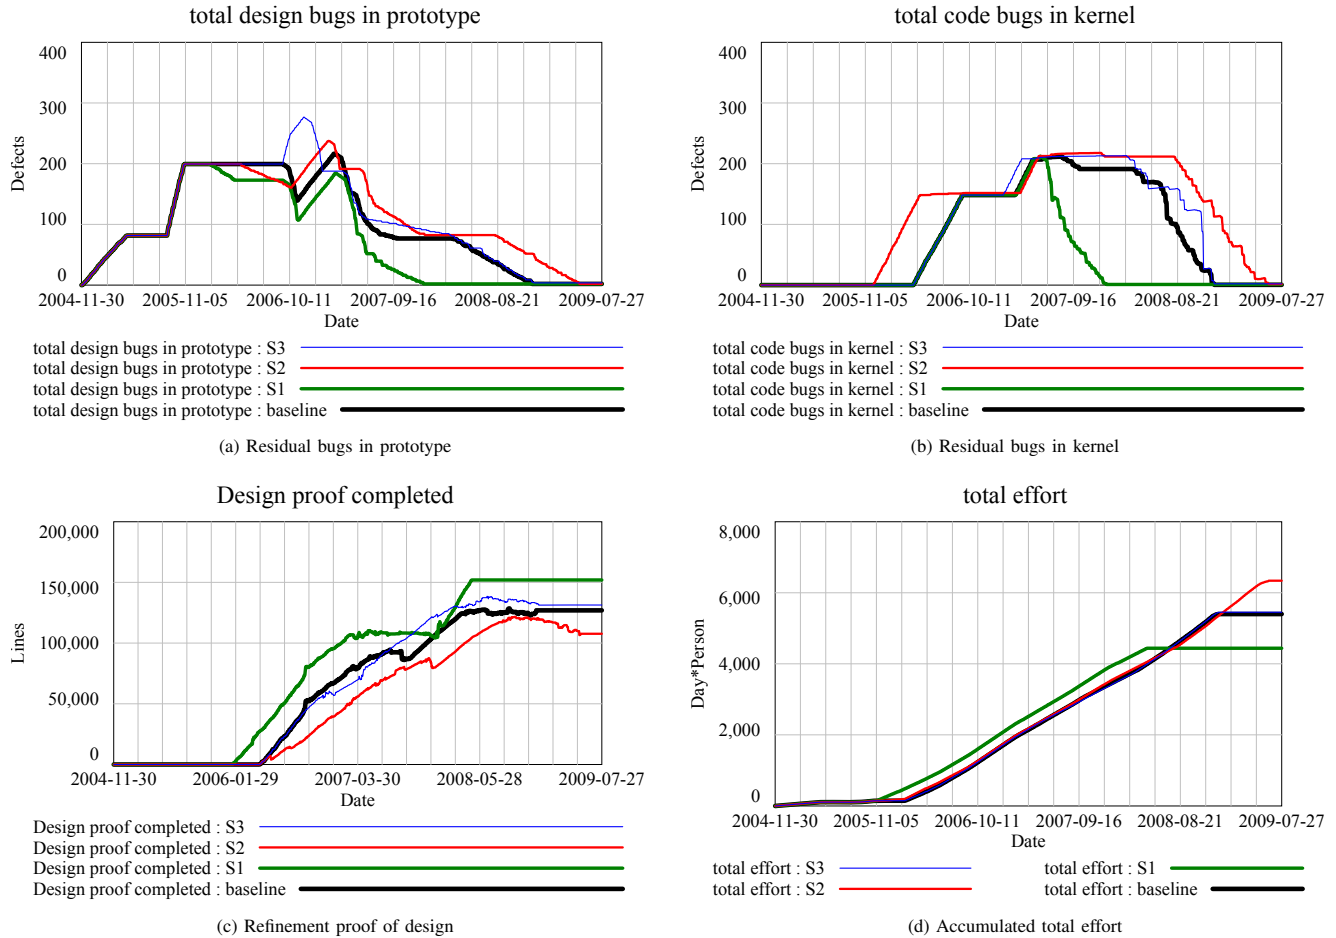 total design bugs in prototype
400
300
200
100
0
Defects
2004-11-30 2005-11-05 2006-10-11 2007-09-16 2008-08-21 2009-07-27
Date
total design bugs in prototype : S3
total design bugs in prototype : S2
total design bugs in prototype : S1
total design bugs in prototype : baseline
(a) Residual bugs in prototype
total code bugs in kernel
400
300
200
100
0
Defects
2004-11-30 2005-11-05 2006-10-11 2007-09-16 2008-08-21 2009-07-27
Date
total code bugs in kernel : S3
total code bugs in kernel : S2
total code bugs in kernel : S1
total code bugs in kernel : baseline
(b) Residual bugs in kernel
Design proof completed
200,000
150,000
100,000
50,000
0
Lines
2004-11-30 2006-01-29 2007-03-30 2008-05-28 2009-07-27
Date
Design proof completed : S3
Design proof completed : S2
Design proof completed : S1
Design proof completed : baseline
(c) Refinement proof of design
total effort
8,000
6,000
4,000
2,000
0
Day*Person
2004-11-30 2005-11-05 2006-10-11 2007-09-16 2008-08-21 2009-07-27
Date
total effort : S3 total effort : S1
total effort : S2 total effort : baseline
(d) Accumulated total effort